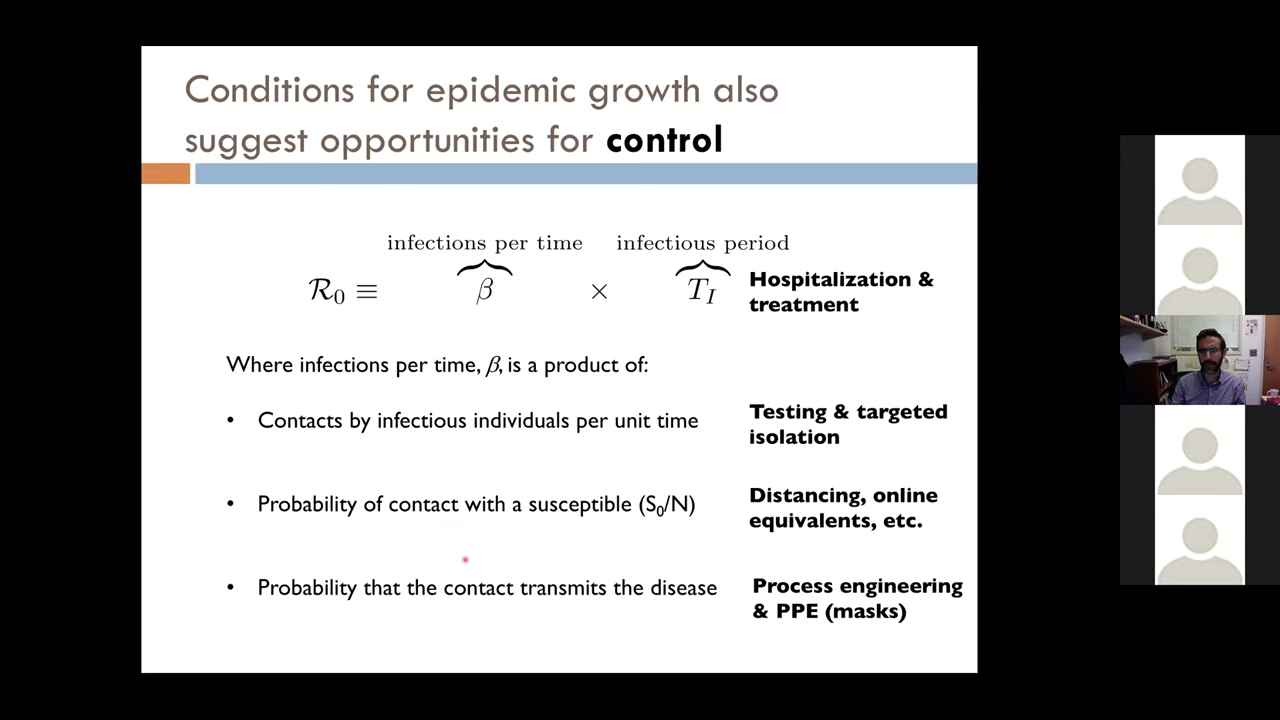 Conditions for epidemic growth also
suggest opportunities for control
infections per time infectious period
ℛ₀ ≡ β × T_I
Hospitalization &
treatment
Where infections per time, β, is a product of:
• Contacts by infectious individuals per unit time
Testing & targeted
isolation
• Probability of contact with a susceptible (S₀/N)
Distancing, online
equivalents, etc.
• Probability that the contact transmits the disease
Process engineering
& PPE (masks)